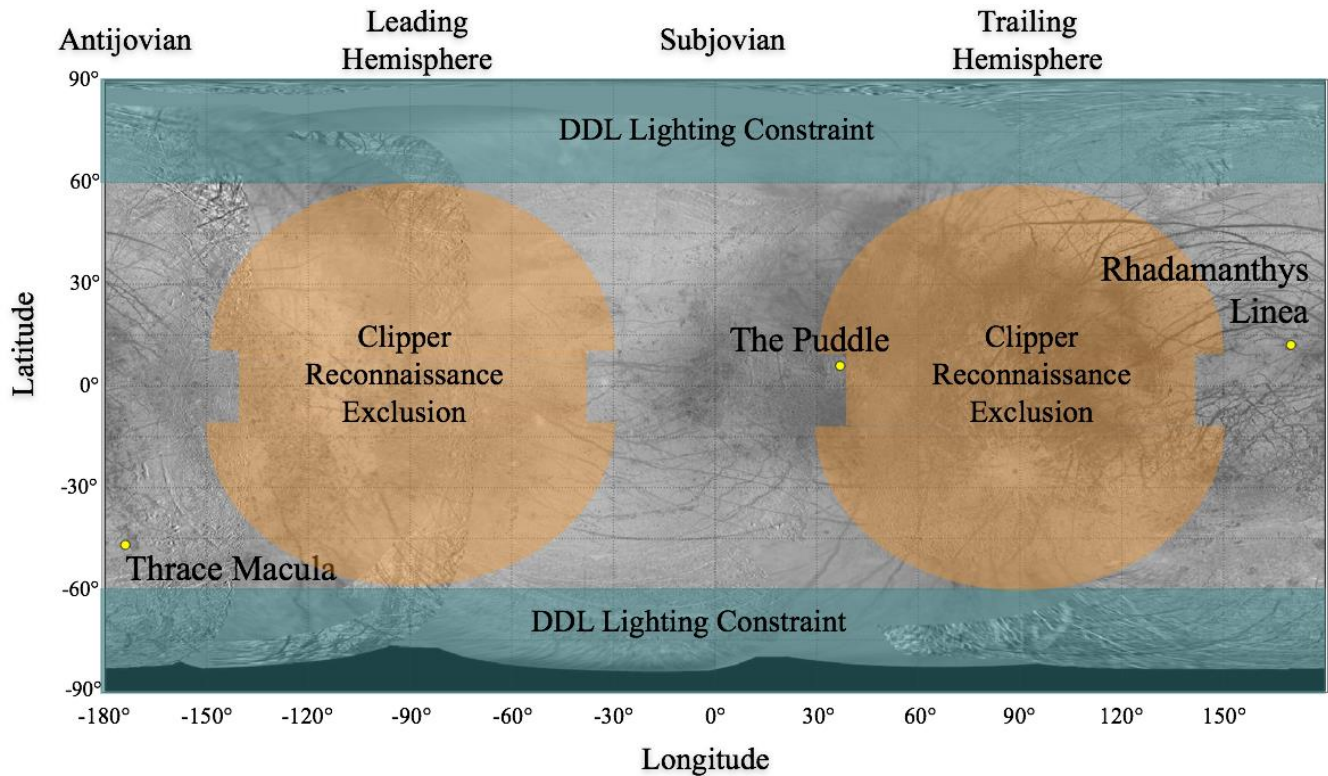 Antijovian
Leading
Hemisphere
Subjovian
Trailing
Hemisphere
90°
60°
30°
0°
-30°
-60°
-90°
Latitude
DDL Lighting Constraint
Clipper
Reconnaissance
Exclusion
The Puddle
Clipper
Reconnaissance
Exclusion
Rhadamanthys
Linea
Thrace Macula
DDL Lighting Constraint
-180° -150° -120° -90° -60° -30° 0° 30° 60° 90° 120° 150°
Longitude